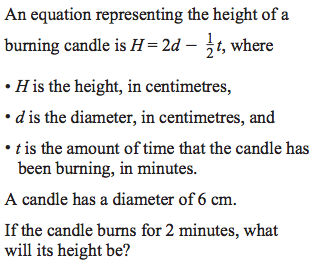 An equation representing the height of a
burning candle is H = 2d − 1/2 t, where
• H is the height, in centimetres,
• d is the diameter, in centimetres, and
• t is the amount of time that the candle has
been burning, in minutes.
A candle has a diameter of 6 cm.
If the candle burns for 2 minutes, what
will its height be?